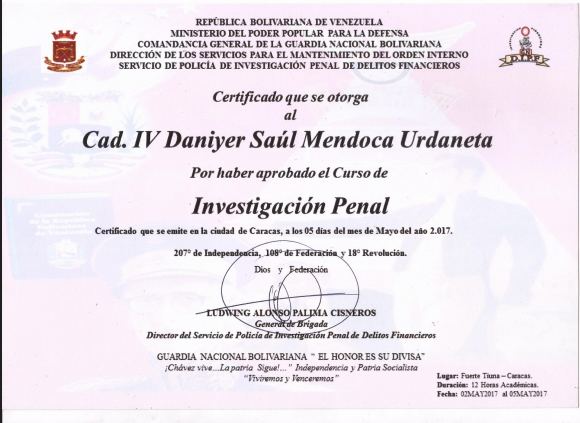 REPÚBLICA BOLIVARIANA DE VENEZUELA
MINISTERIO DEL PODER POPULAR PARA LA DEFENSA
COMANDANCIA GENERAL DE LA GUARDIA NACIONAL BOLIVARIANA
DIRECCIÓN DE LOS SERVICIOS PARA EL MANTENIMIENTO DEL ORDEN INTERNO
SERVICIO DE POLICÍA DE INVESTIGACIÓN PENAL DE DELITOS FINANCIEROS
D.I.P.F
Certificado que se otorga
al
Cad. IV Daniyer Saúl Mendoca Urdaneta
Por haber aprobado el Curso de
Investigación Penal
Certificado que se emite en la ciudad de Caracas, a los 05 días del mes de Mayo del año 2.017.
207° de Independencia, 108° de Federación y 18° Revolución.
Dios y Federación
LUDWING ALONSO PALIMA CISNEROS
General de Brigada
Director del Servicio de Policía de Investigación Penal de Delitos Financieros
GUARDIA NACIONAL BOLIVARIANA " EL HONOR ES SU DIVISA"
¡Chávez vive...La patria Sigue!..." Independencia y Patria Socialista
"Viviremos y Venceremos"
Lugar: Fuerte Tiuna – Caracas.
Duración: 12 Horas Académicas.
Fecha: 02MAY2017 al 05MAY2017